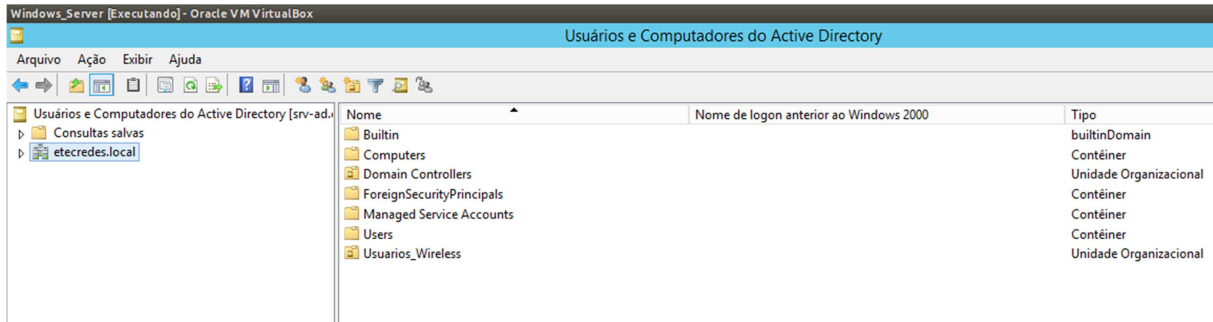 Windows_Server [Executando] - Oracle VM VirtualBox
Usuários e Computadores do Active Directory
Arquivo Ação Exibir Ajuda
Usuários e Computadores do Active Directory [srv-ad.
Consultas salvas
etecredes.local
Nome Nome de logon anterior ao Windows 2000 Tipo
Builtin builtinDomain
Computers Contêiner
Domain Controllers Unidade Organizacional
ForeignSecurityPrincipals Contêiner
Managed Service Accounts Contêiner
Users Contêiner
Usuarios_Wireless Unidade Organizacional